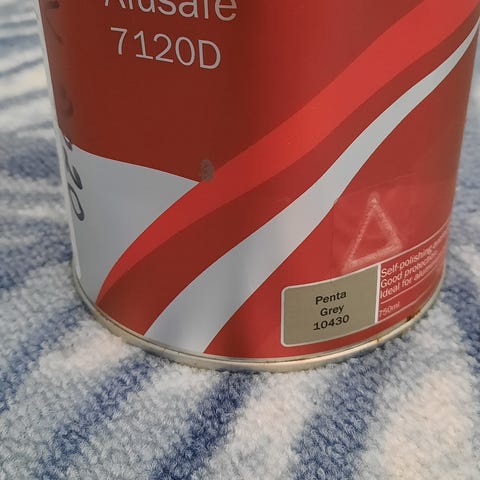 Alusafe
7120D
Penta
Grey
10430
Self-polishing
Good protection
Ideal for
750ml